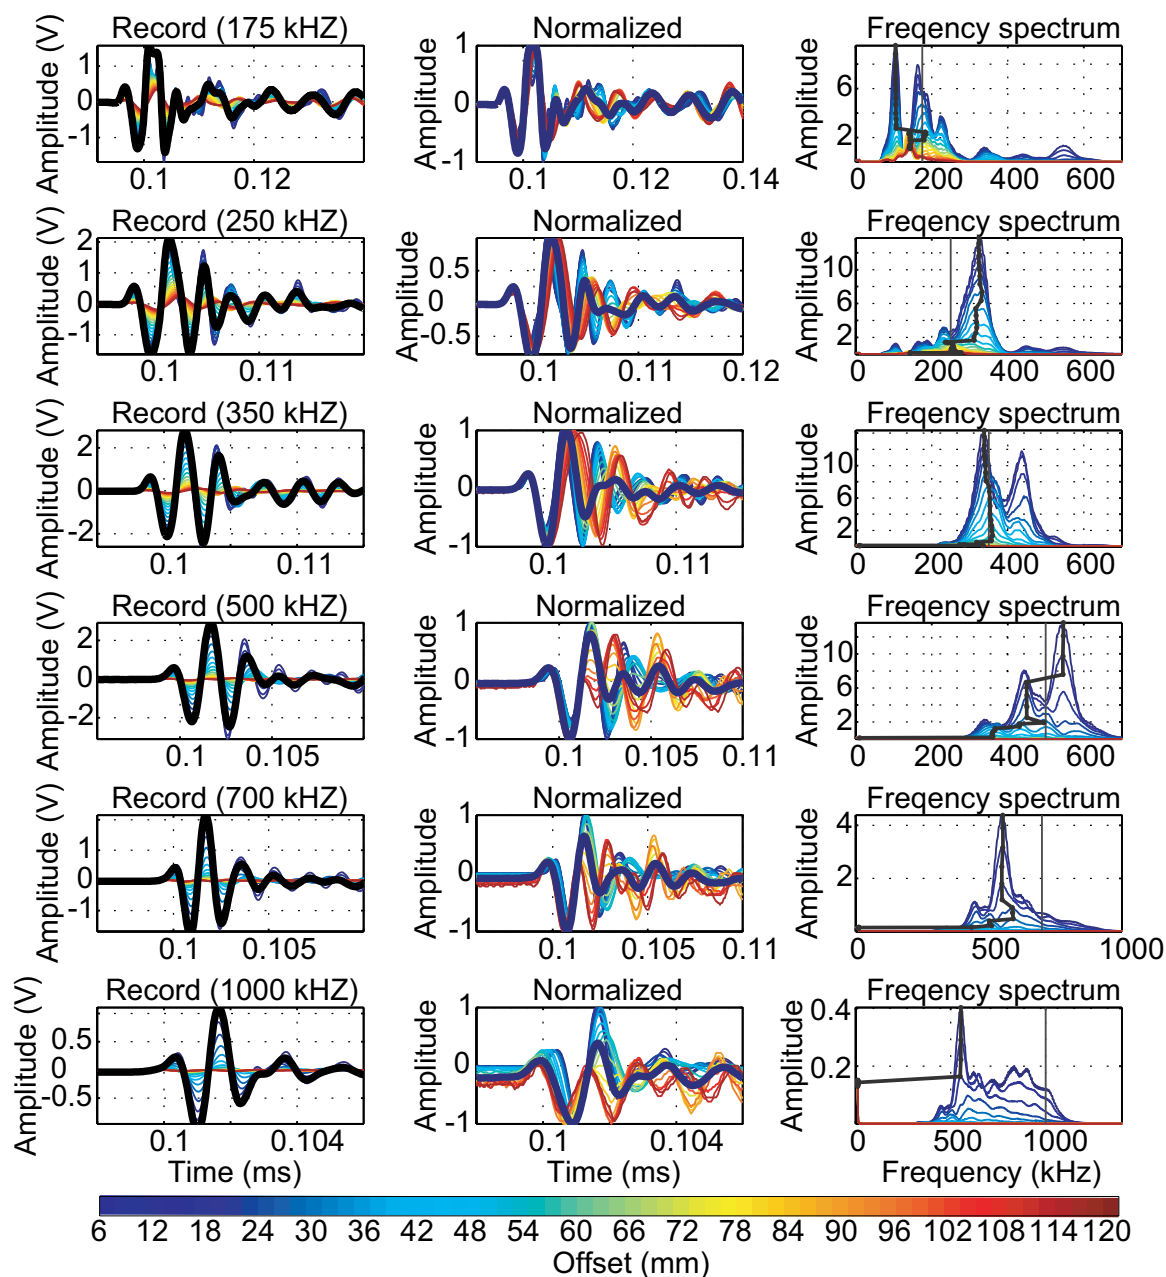 Record (175 kHZ) Normalized Freqency spectrum
Amplitude (V) 1 0 -1 0.1 0.12
Amplitude 1 0 -1 0.1 0.12 0.14
Amplitude 6 2 0 200 400 600
Record (250 kHZ) Normalized Freqency spectrum
Amplitude (V) 2 1 0 -1 0.1 0.11
Amplitude 0.5 0 -0.5 0.1 0.11 0.12
Amplitude 10 6 2 0 200 400 600
Record (350 kHZ) Normalized Freqency spectrum
Amplitude (V) 2 0 -2 0.1 0.11
Amplitude 1 0 -1 0.1 0.11
Amplitude 10 6 2 0 200 400 600
Record (500 kHZ) Normalized Freqency spectrum
Amplitude (V) 2 0 -2 0.1 0.105
Amplitude 1 0 -1 0.1 0.105 0.11
Amplitude 10 6 2 0 200 400 600
Record (700 kHZ) Normalized Freqency spectrum
Amplitude (V) 1 0 -1 0.1 0.105
Amplitude 1 0 -1 0.1 0.105 0.11
Amplitude 4 2 0 500 1000
Record (1000 kHZ) Normalized Freqency spectrum
Amplitude (V) 0.5 0 -0.5 0.1 0.104
Amplitude 1 0 -1 0.1 0.104
Amplitude 0.4 0.2 0 500 1000
Time (ms) Time (ms) Frequency (kHz)
6 12 18 24 30 36 42 48 54 60 66 72 78 84 90 96 102 108 114 120
Offset (mm)